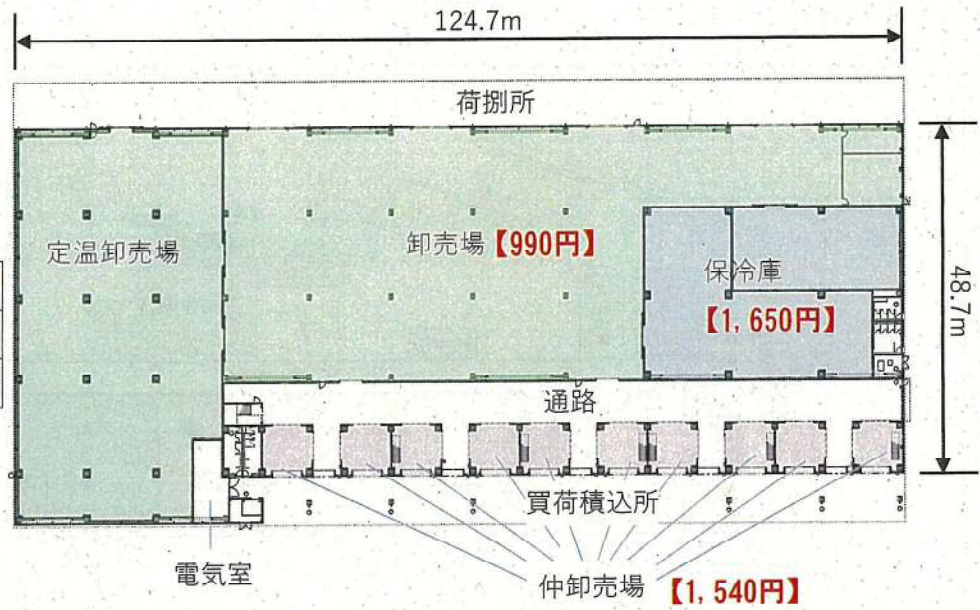 124.7m
荷捌所
48.7m
定温卸売場
卸売場【990円】
保冷庫
【1,650円】
通路
買荷積込所
電気室
仲卸売場【1,540円】